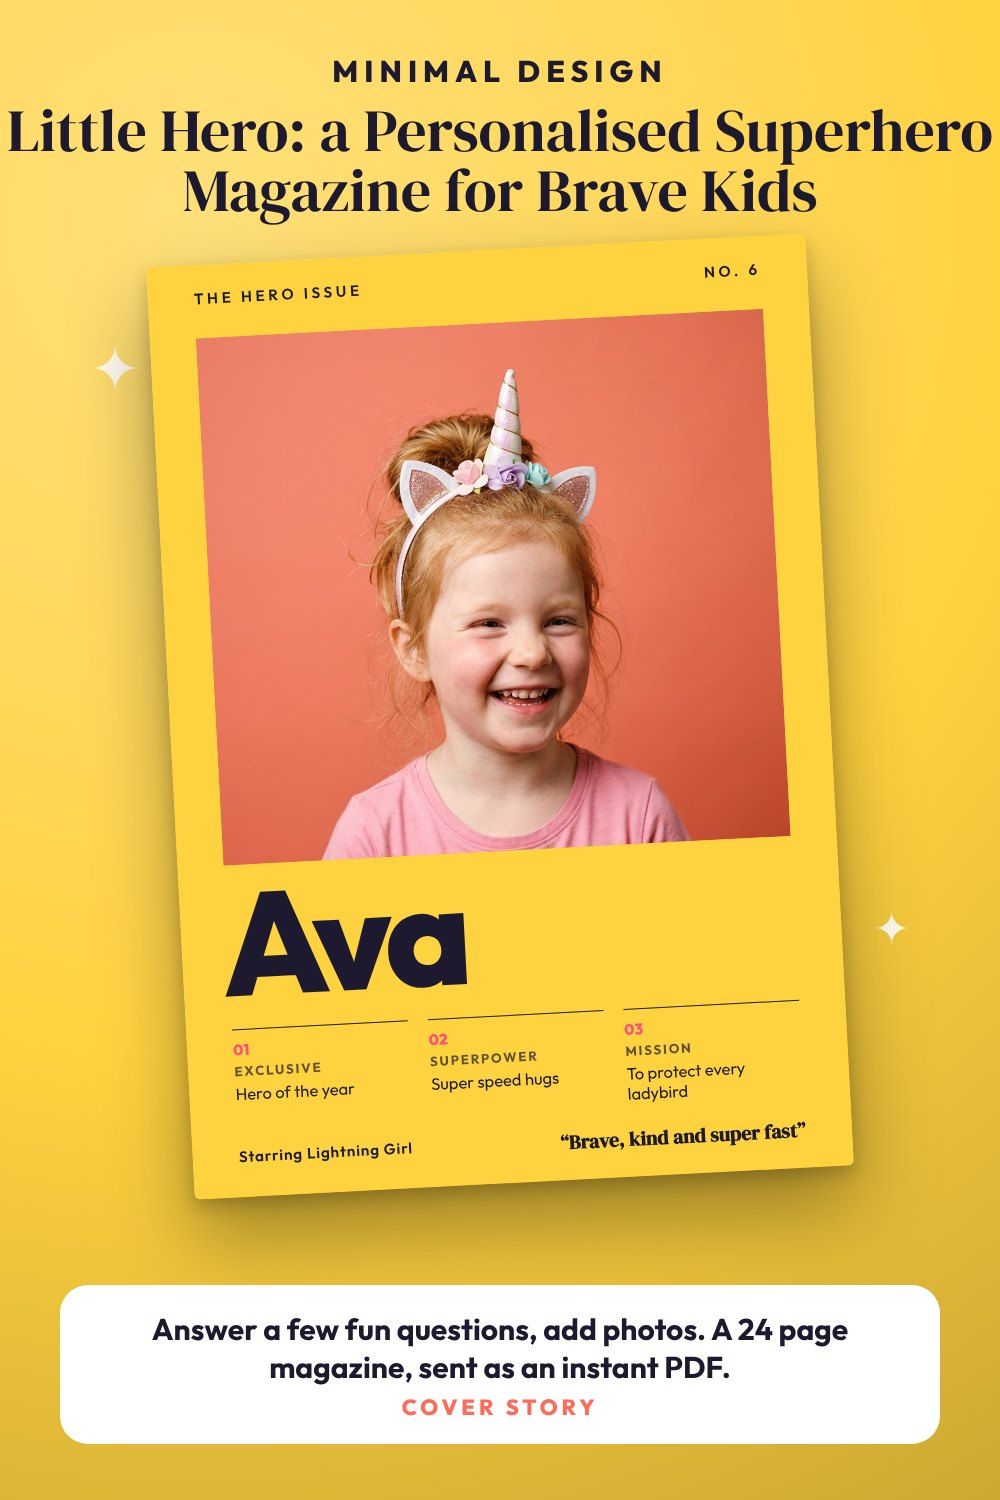 MINIMAL DESIGN
Little Hero: a Personalised Superhero
Magazine for Brave Kids
THE HERO ISSUE
NO. 6
Ava
01
EXCLUSIVE
Hero of the year
02
SUPERPOWER
Super speed hugs
03
MISSION
To protect every
ladybird
Starring Lightning Girl
“Brave, kind and super fast”
Answer a few fun questions, add photos. A 24 page
magazine, sent as an instant PDF.
COVER STORY